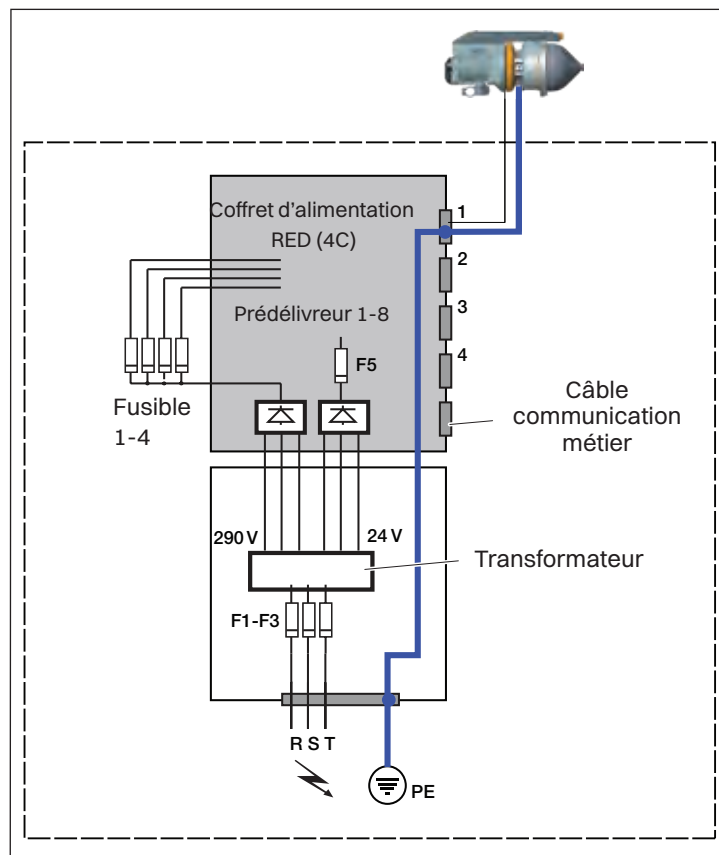 Coffret d'alimentation
RED (4C)
1
2
3
4
Prédélivreur 1-8
F5
Fusible
1-4
Câble
communication
métier
290 V
24 V
Transformateur
F1-F3
R S T
PE